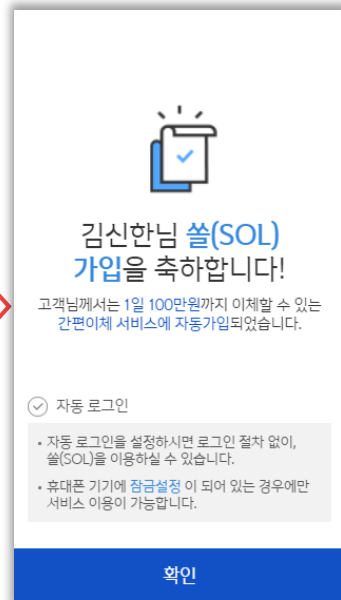 김신한님 쏠(SOL)
가입을 축하합니다!
고객님께서는 1일 100만원까지 이체할 수 있는
간편이체 서비스에 자동가입되었습니다.
자동 로그인
• 자동 로그인을 설정하시면 로그인 절차 없이,
쏠(SOL)을 이용하실 수 있습니다.
• 휴대폰 기기에 잠금설정 이 되어 있는 경우에만
서비스 이용이 가능합니다.
확인